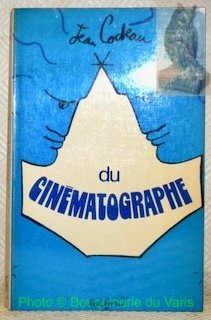 Jean Cocteau
du
CINÉMATOGRAPHE
Photo © Bouquinerie du Varis